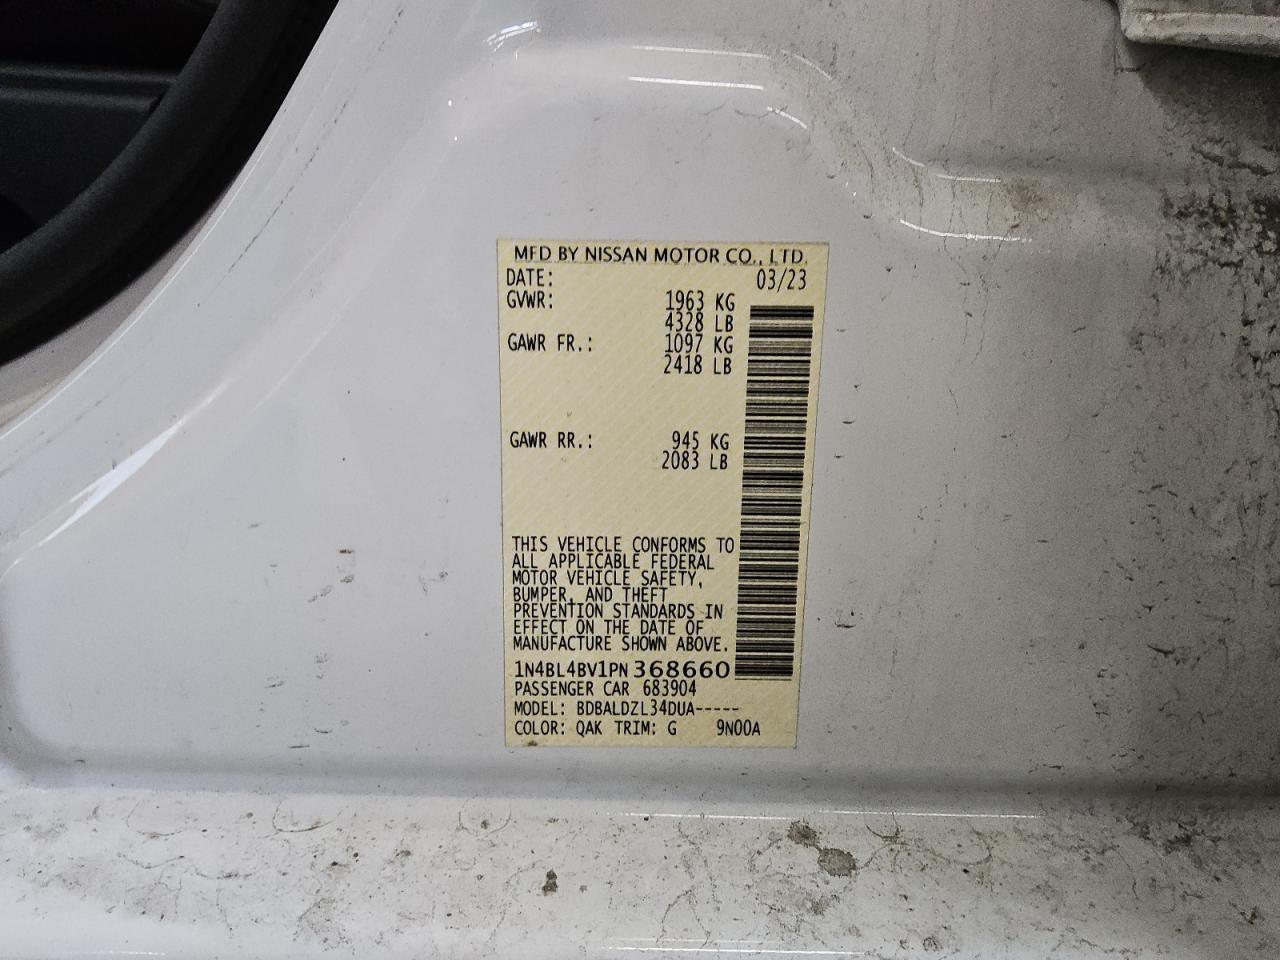 MFD BY NISSAN MOTOR CO., LTD.
DATE: 03/23
GVWR: 1963 KG
4328 LB
GAWR FR.: 1097 KG
2418 LB
GAWR RR.: 945 KG
2083 LB
THIS VEHICLE CONFORMS TO
ALL APPLICABLE FEDERAL
MOTOR VEHICLE SAFETY,
BUMPER, AND THEFT
PREVENTION STANDARDS IN
EFFECT ON THE DATE OF
MANUFACTURE SHOWN ABOVE.
1N4BL4BV1PN368660
PASSENGER CAR 683904
MODEL: BDBALDZL34DUA-----
COLOR: QAK TRIM: G 9N00A